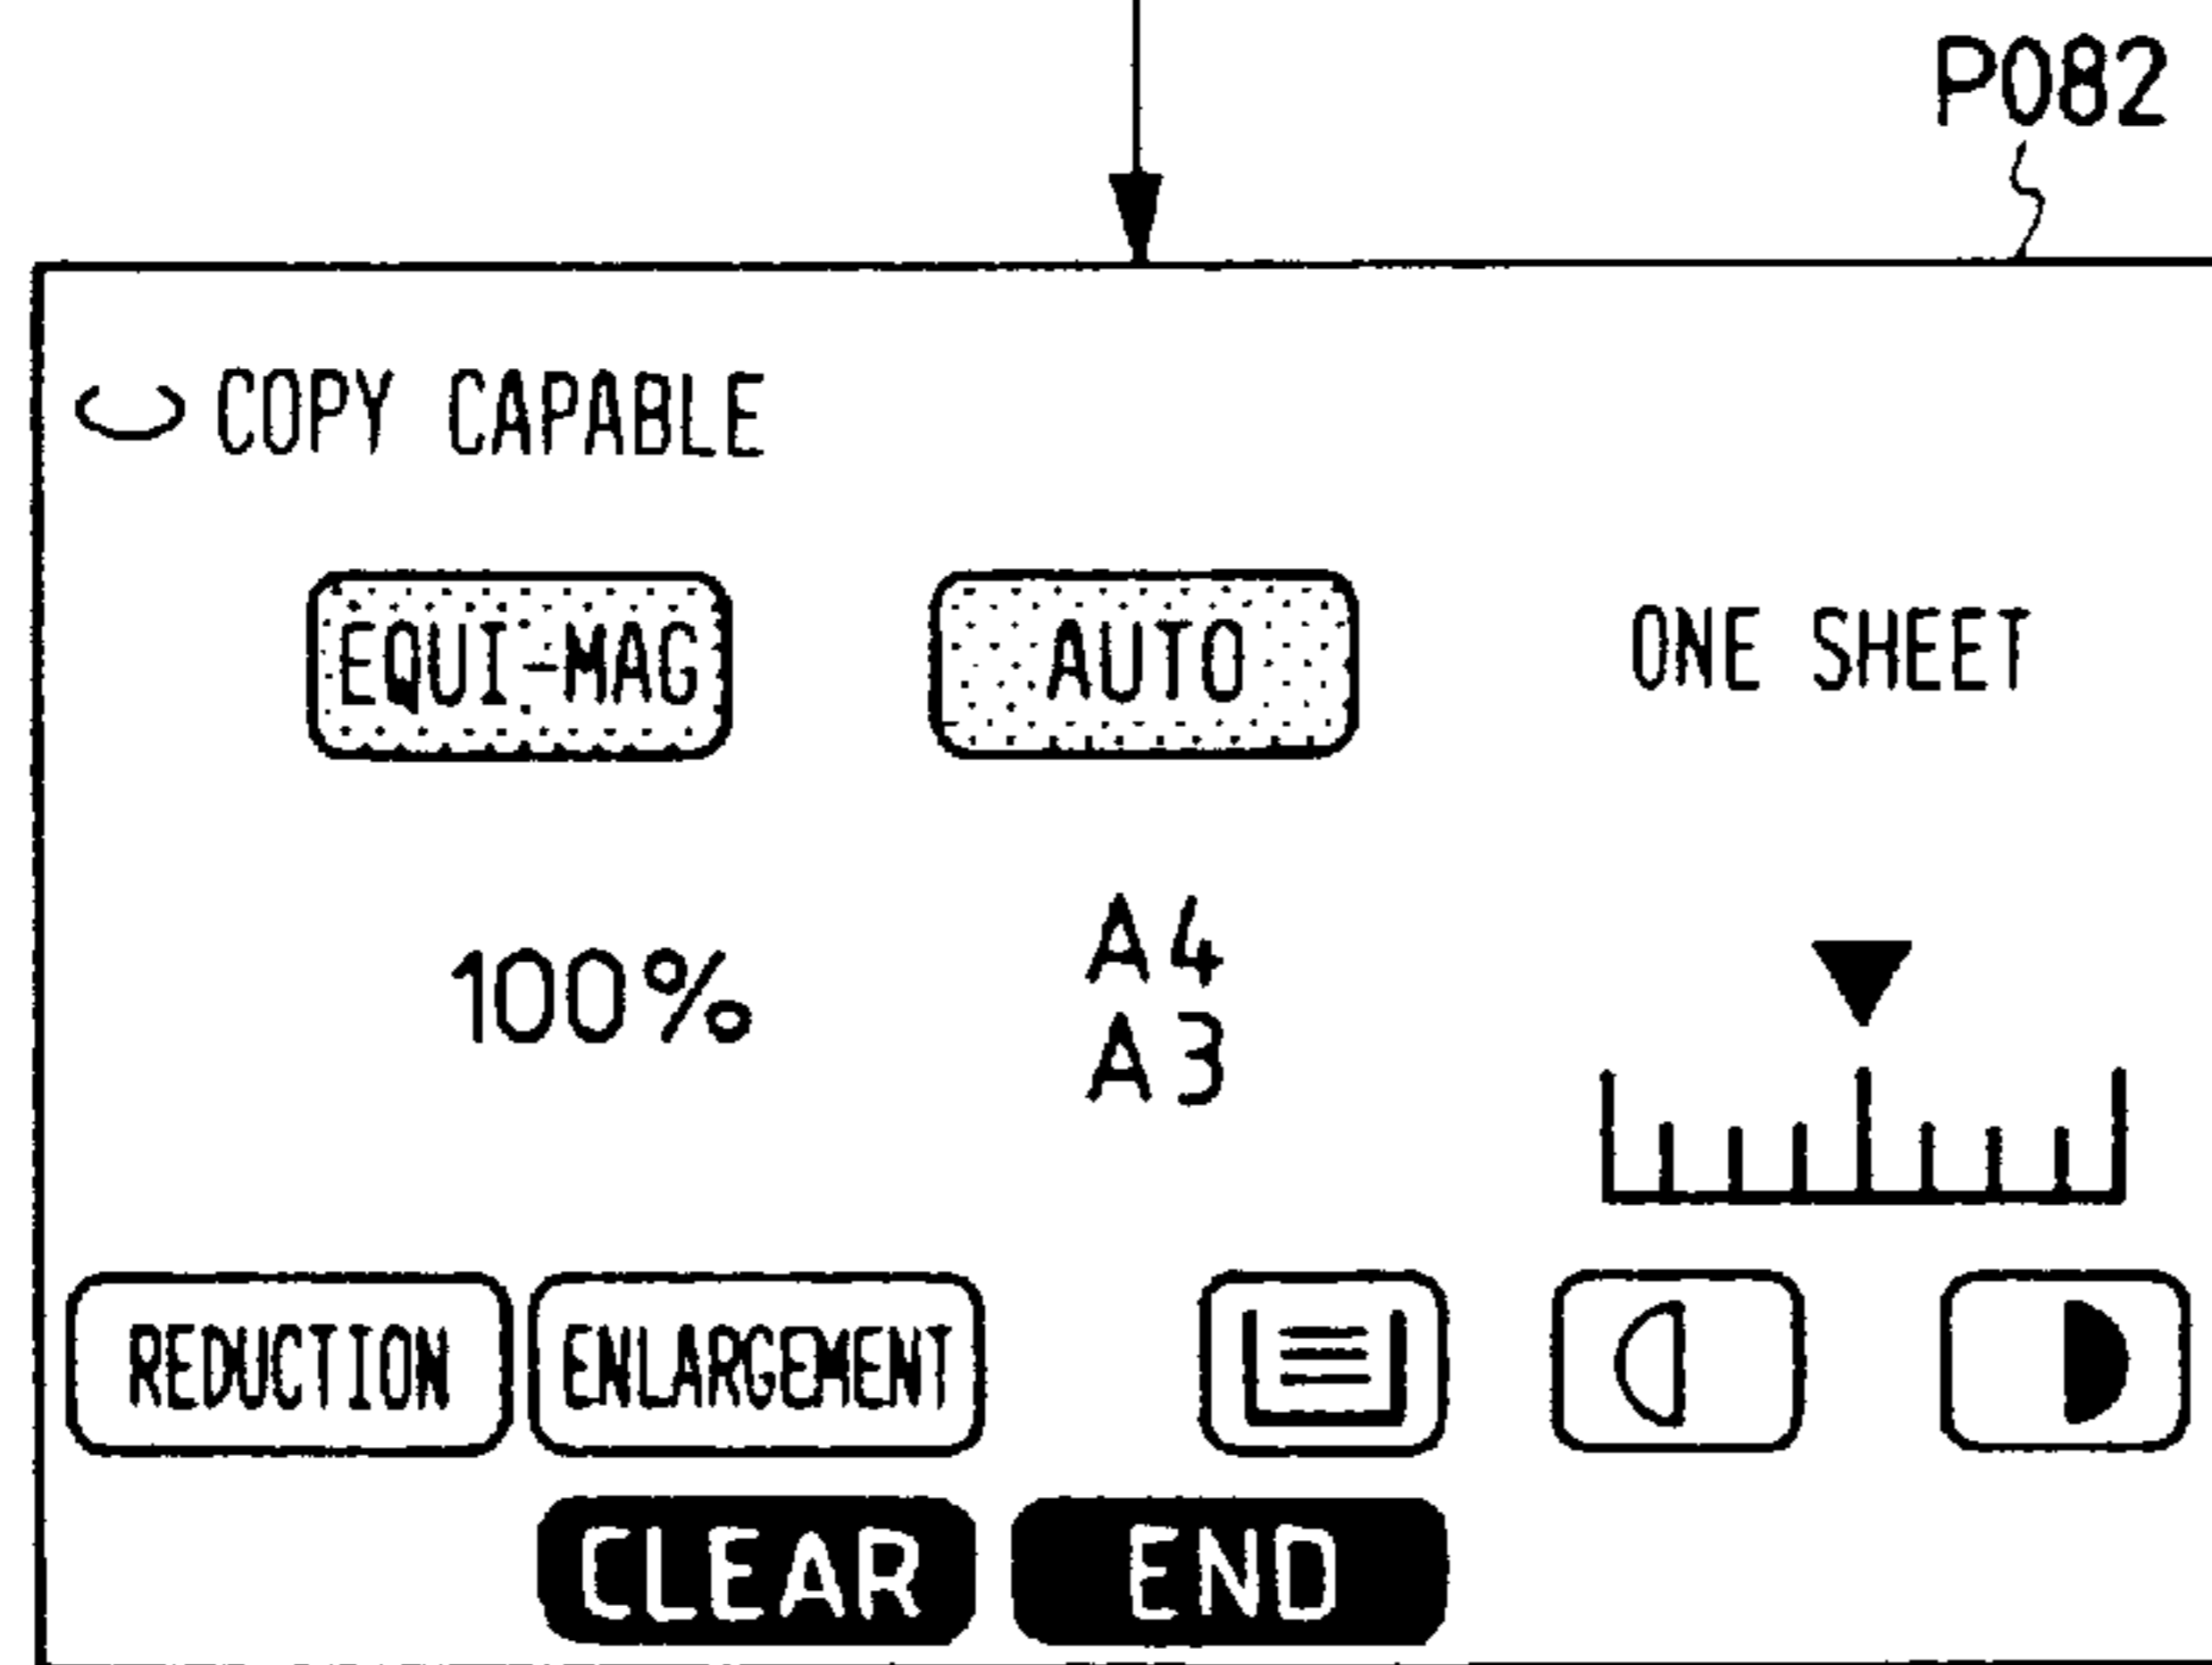 P082
COPY CAPABLE
EQUI-MAG AUTO ONE SHEET
100% A4
A3
REDUCTION ENLARGEMENT
CLEAR END